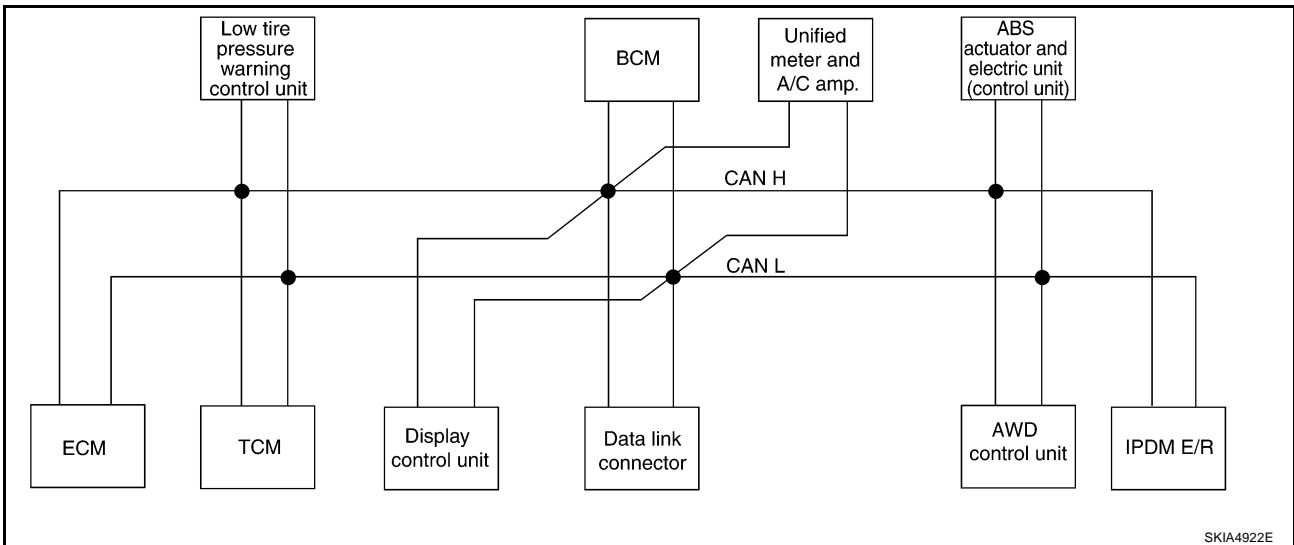 Low tire
pressure
warning
control unit
BCM
Unified
meter and
A/C amp.
ABS
actuator and
electric unit
(control unit)
CAN H
CAN L
ECM
TCM
Display
control unit
Data link
connector
AWD
control unit
IPDM E/R
SKIA4922E